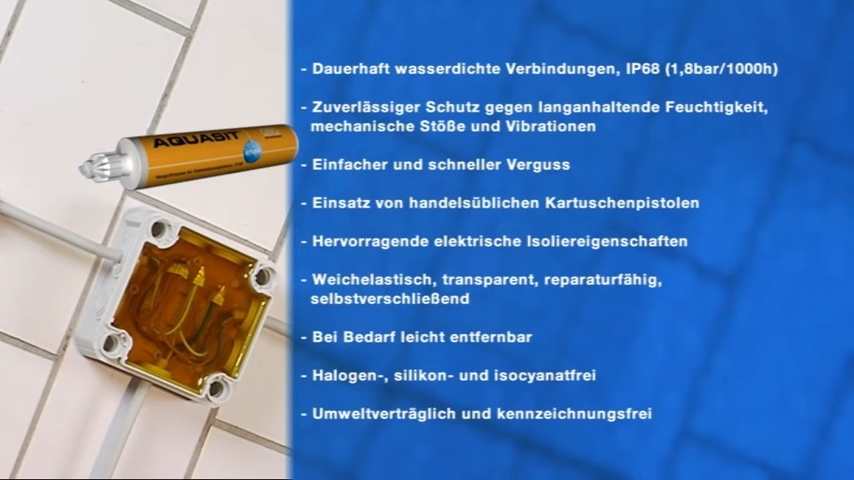 AQUASIT
- Dauerhaft wasserdichte Verbindungen, IP68 (1,8bar/1000h)
- Zuverlässiger Schutz gegen langanhaltende Feuchtigkeit,
mechanische Stöße und Vibrationen
- Einfacher und schneller Verguss
- Einsatz von handelsüblichen Kartuschenpistolen
- Hervorragende elektrische Isoliereigenschaften
- Weichelastisch, transparent, reparaturfähig,
selbstverschließend
- Bei Bedarf leicht entfernbar
- Halogen-, silikon- und isocyanatfrei
- Umweltverträglich und kennzeichnungsfrei